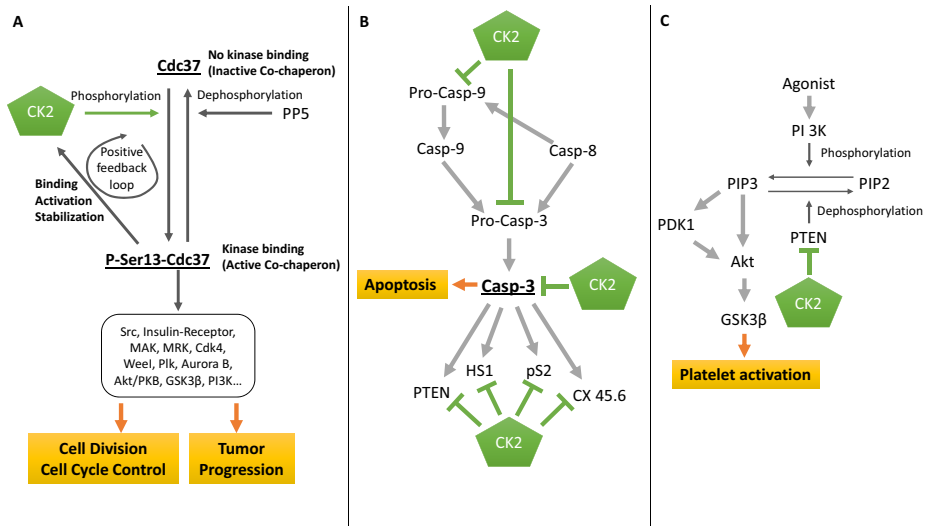 A
No kinase binding
Cdc37
(Inactive Co-chaperon)
Phosphorylation
Dephosphorylation
CK2
PP5
Positive
feedback
loop
Binding
Activation
Stabilization
P-Ser13-Cdc37
Kinase binding
(Active Co-chaperon)
Src, Insulin-Receptor,
MAK, MRK, Cdk4,
Weel, Plk, Aurora B,
Akt/PKB, GSK3β, PI3K...
Cell Division
Cell Cycle Control
Tumor
Progression
B
CK2
Pro-Casp-9
Casp-9
Casp-8
Pro-Casp-3
Apoptosis
Casp-3
CK2
HS1
pS2
PTEN
CX 45.6
CK2
C
Agonist
PI 3K
Phosphorylation
PIP3
PIP2
Dephosphorylation
PDK1
PTEN
Akt
CK2
GSK3β
Platelet activation